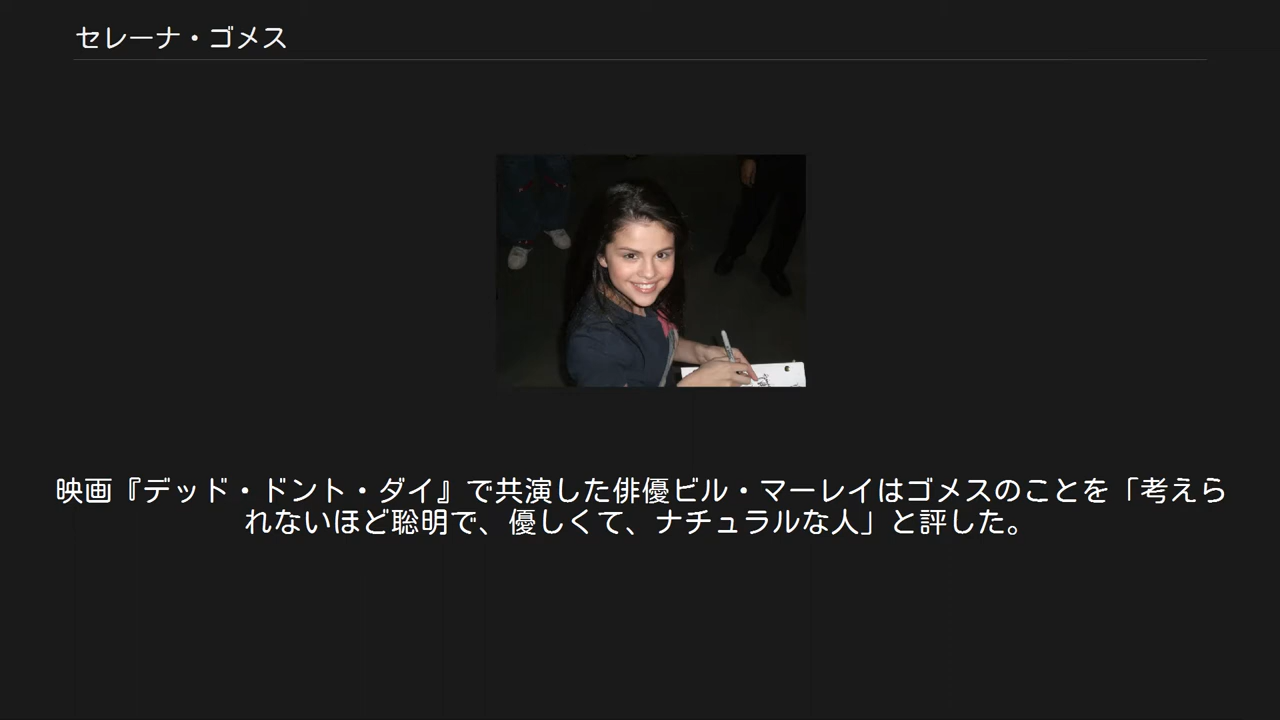 セレーナ・ゴメス
映画『デッド・ドント・ダイ』で共演した俳優ビル・マーレイはゴメスのことを「考えら
れないほど聡明で、優しくて、ナチュラルな人」と評した。